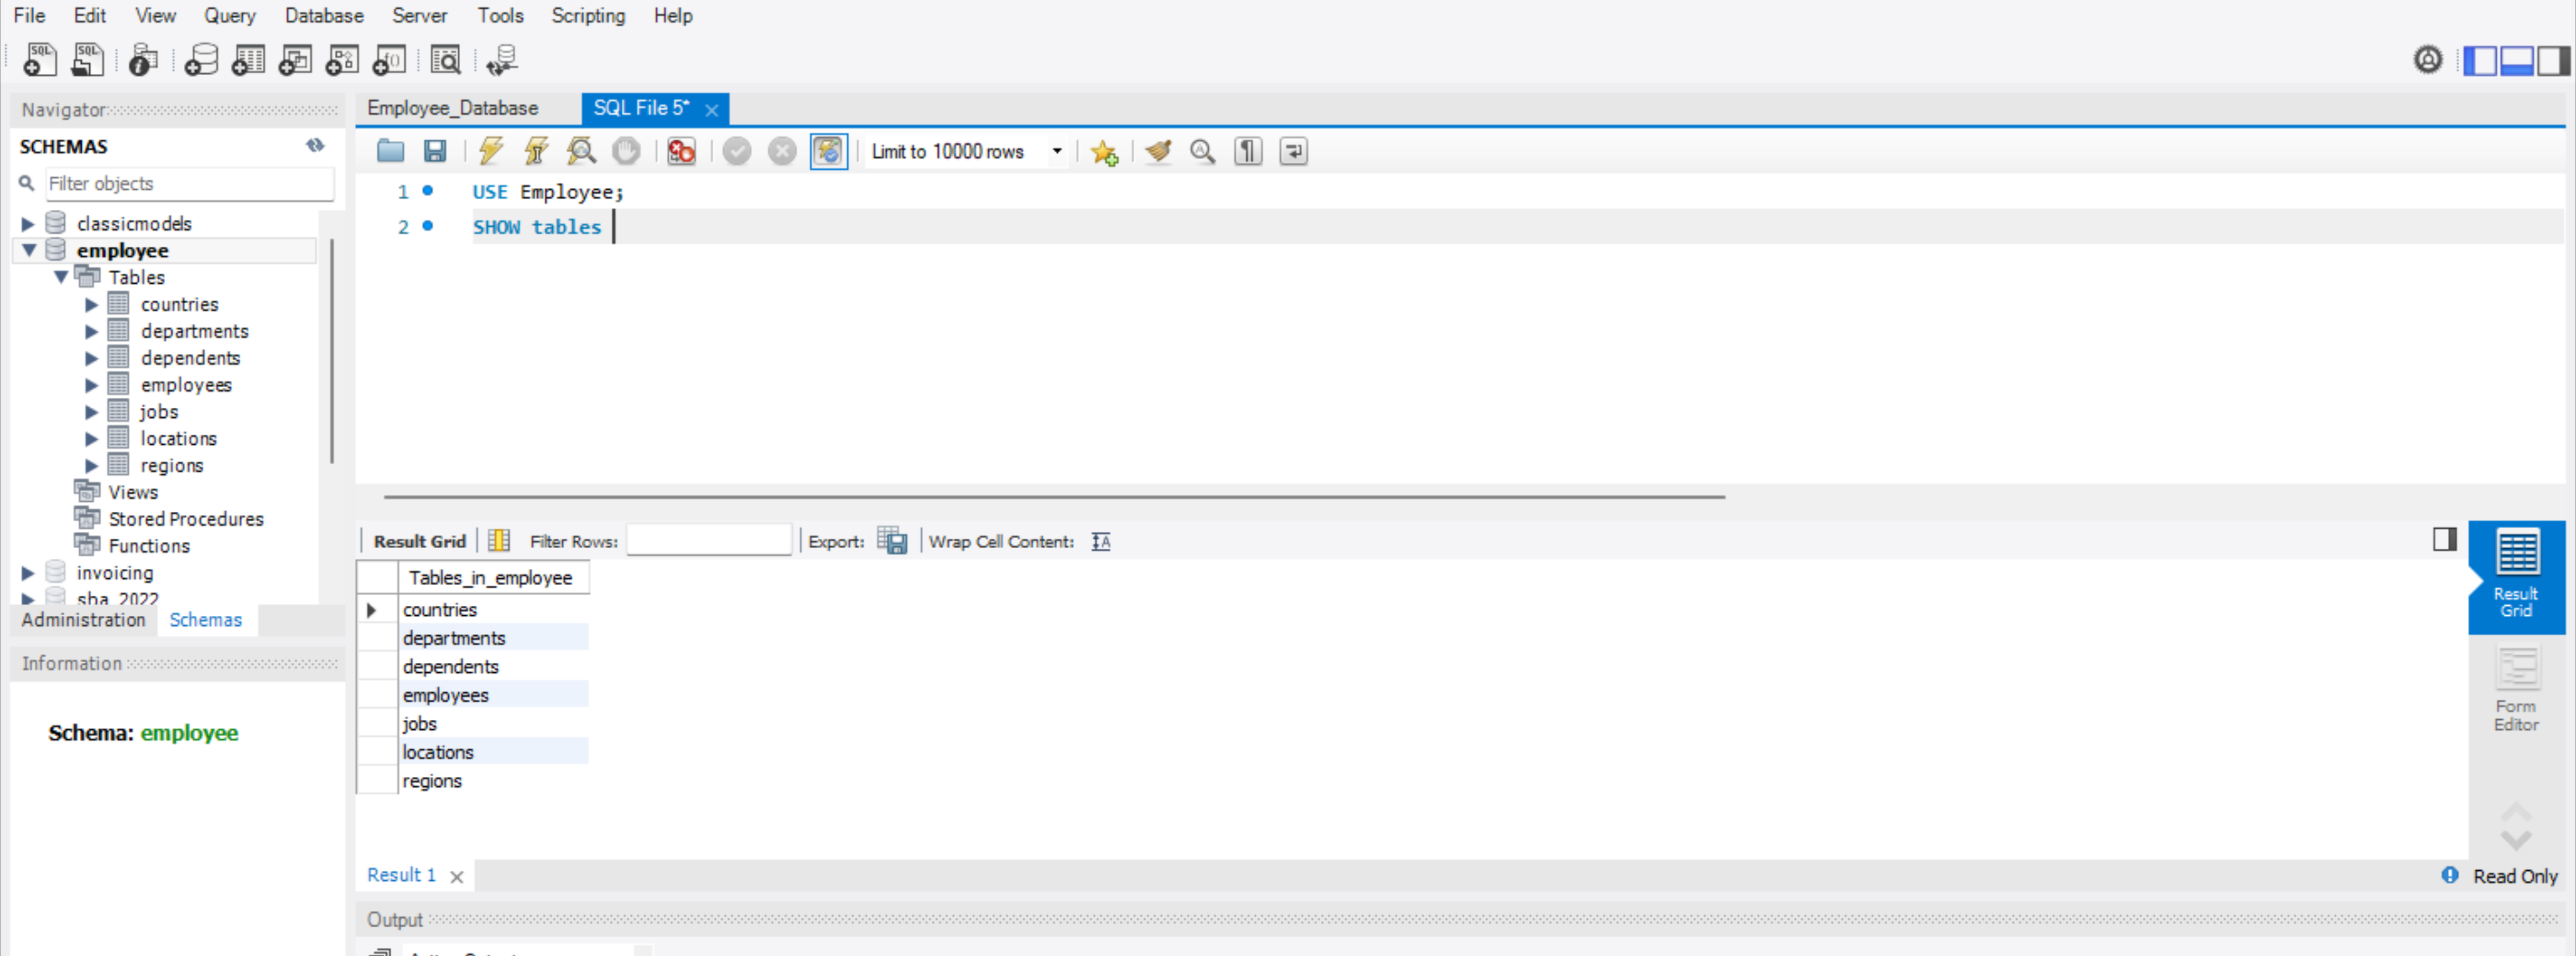 File Edit View Query Database Server Tools Scripting Help
Navigator
SCHEMAS
Filter objects
classicmodels
employee
Tables
countries
departments
dependents
employees
jobs
locations
regions
Views
Stored Procedures
Functions
invoicing
sba_2022
Administration Schemas
Information
Schema: employee
Employee_Database SQL File 5*
Limit to 10000 rows
1 USE Employee;
2 SHOW tables
Result Grid Filter Rows: Export: Wrap Cell Content:
Tables_in_employee
countries
departments
dependents
employees
jobs
locations
regions
Result
Grid
Form
Editor
Result 1
Read Only
Output